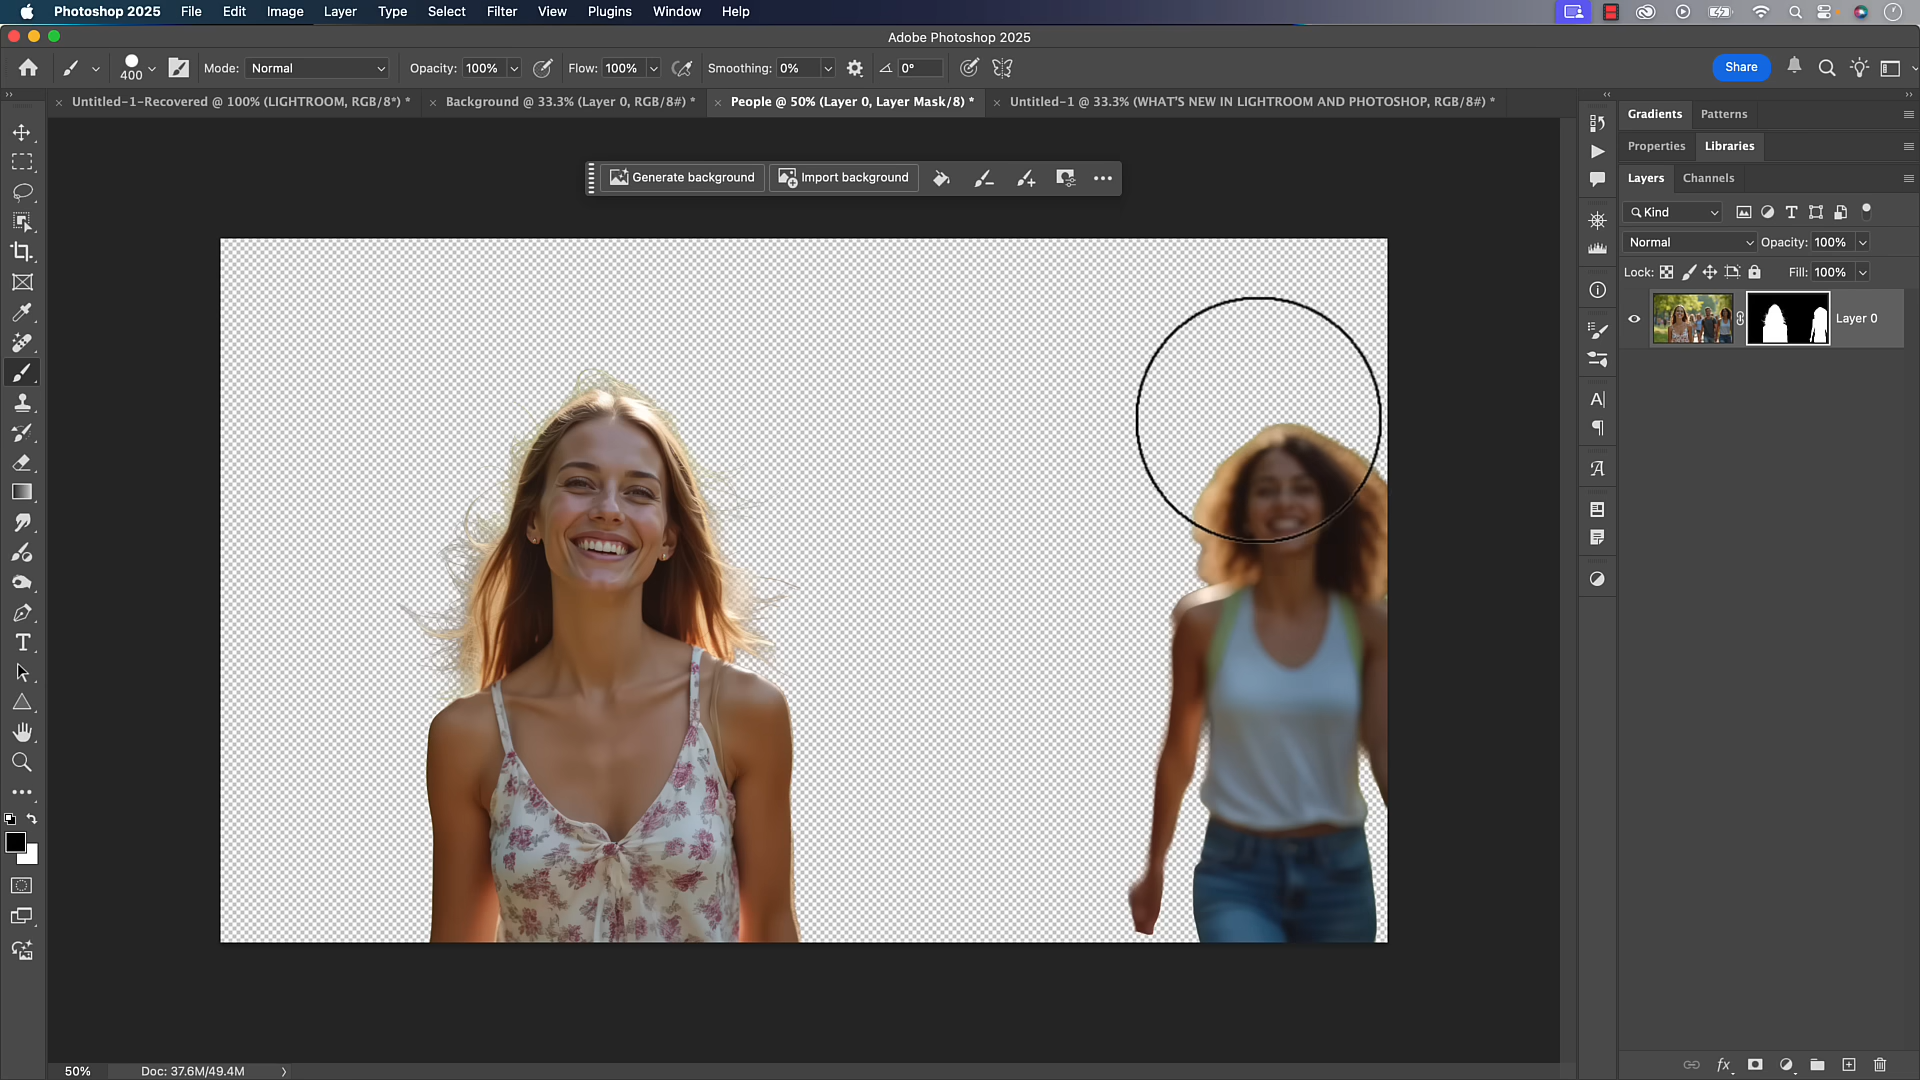 Photoshop 2025 File Edit Image Layer Type Select Filter View Plugins Window Help
Adobe Photoshop 2025
400 Mode: Normal Opacity: 100% Flow: 100% Smoothing: 0% 0° Share
Untitled-1-Recovered @ 100% (LIGHTROOM, RGB/8*) * Background @ 33.3% (Layer 0, RGB/8#) * People @ 50% (Layer 0, Layer Mask/8) * Untitled-1 @ 33.3% (WHAT'S NEW IN LIGHTROOM AND PHOTOSHOP, RGB/8#) *
Gradients Patterns
Properties Libraries
Generate background Import background
Layers Channels
Kind
Normal Opacity: 100%
Lock: Fill: 100%
Layer 0
50% Doc: 37.6M/49.4M